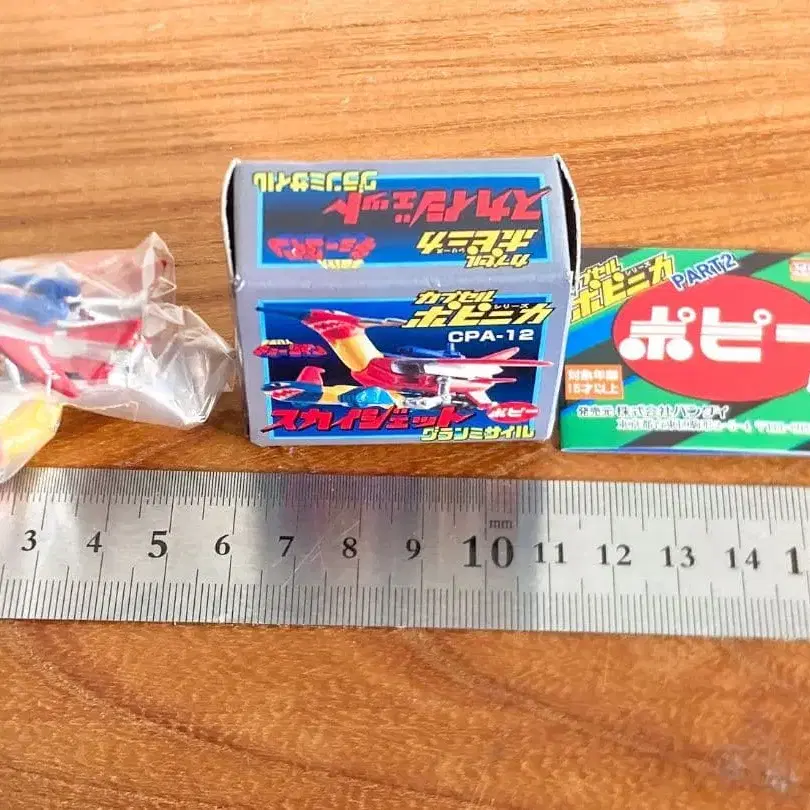 グランミサイル
スカイジェット
カプセル
ポピニカ
シリーズ
カプセル
ポピニカ
シリーズ
CPA-12
スカイジェット
ポピー
グランミサイル
カプセル
ポピニカ
シリーズ
PART2
ポピー
対象年齢
15才以上
発売元 株式会社バンダイ
3 4 5 6 7 8 9 10 11 12 13 14 1
mm